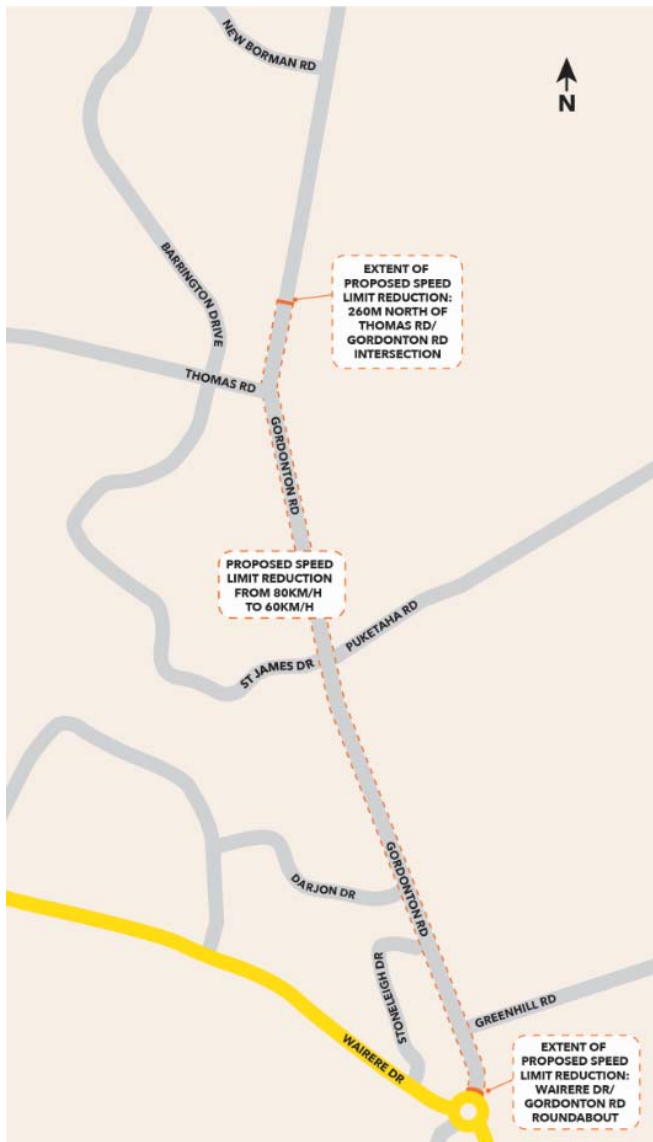 NEW BORMAN RD
N
BARRINGTON DRIVE
EXTENT OF
PROPOSED SPEED
LIMIT REDUCTION:
260M NORTH OF
THOMAS RD/
GORDONTON RD
INTERSECTION
THOMAS RD
GORDONTON RD
PROPOSED SPEED
LIMIT REDUCTION
FROM 80KM/H
TO 60KM/H
PUKETAHA RD
ST JAMES DR
GORDONTON RD
DARJON DR
STONELEIGH DR
GREENHILL RD
WAIRERE DR
EXTENT OF
PROPOSED SPEED
LIMIT REDUCTION:
WAIRERE DR/
GORDONTON RD
ROUNDABOUT